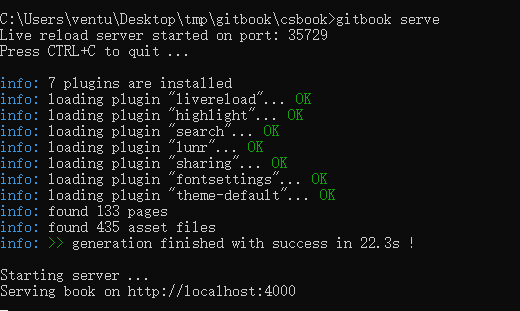 C:\Users\ventu\Desktop\tmp\gitbook\csbook>gitbook serve
Live reload server started on port: 35729
Press CTRL+C to quit ...
info: 7 plugins are installed
info: loading plugin "livereload"... OK
info: loading plugin "highlight"... OK
info: loading plugin "search"... OK
info: loading plugin "lunr"... OK
info: loading plugin "sharing"... OK
info: loading plugin "fontsettings"... OK
info: loading plugin "theme-default"... OK
info: found 133 pages
info: found 435 asset files
info: >> generation finished with success in 22.3s !
Starting server ...
Serving book on http://localhost:4000